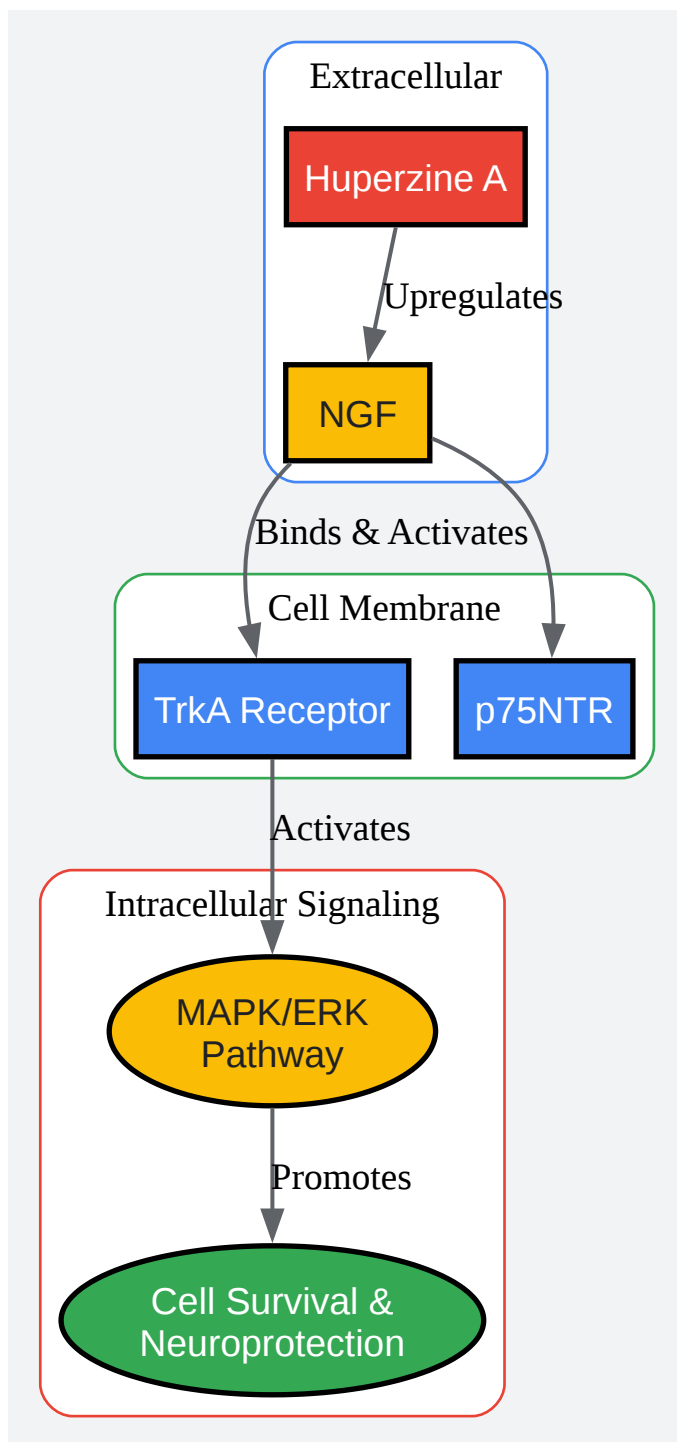 Extracellular
Huperzine A
Upregulates
NGF
Binds & Activates
Cell Membrane
TrkA Receptor
p75NTR
Activates
Intracellular Signaling
MAPK/ERK
Pathway
Promotes
Cell Survival &
Neuroprotection